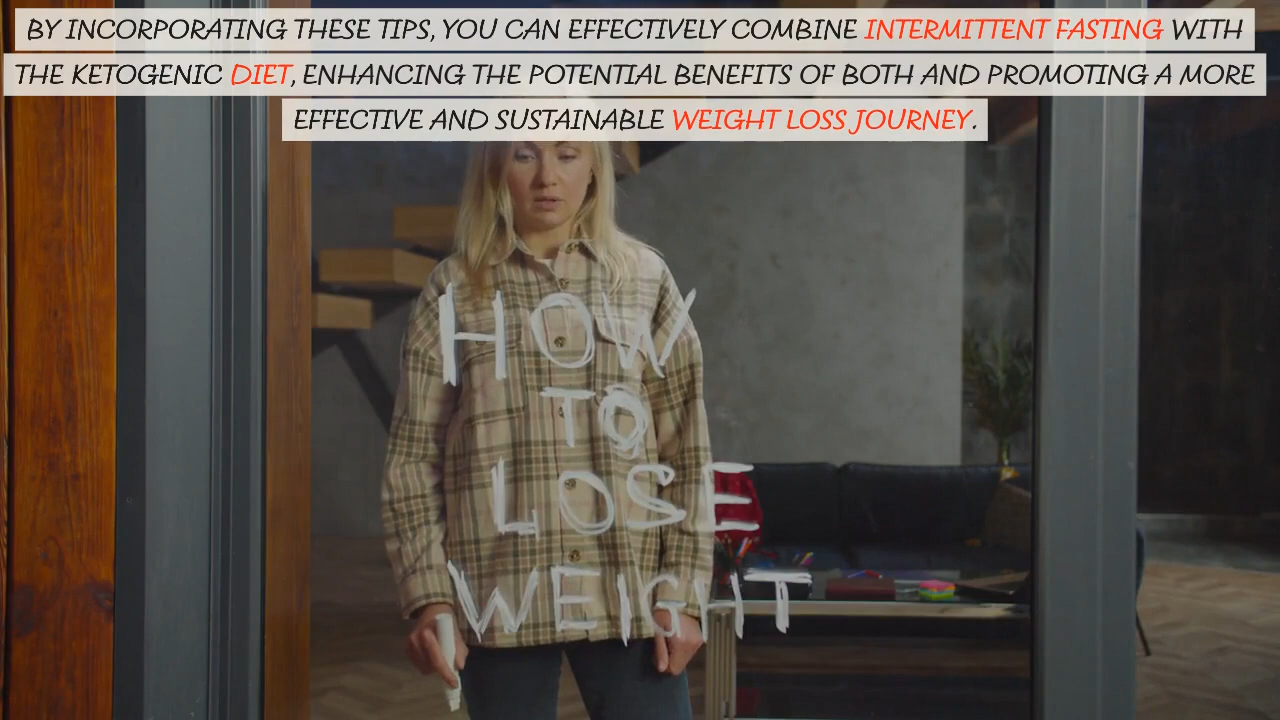 BY INCORPORATING THESE TIPS, YOU CAN EFFECTIVELY COMBINE INTERMITTENT FASTING WITH
THE KETOGENIC DIET, ENHANCING THE POTENTIAL BENEFITS OF BOTH AND PROMOTING A MORE
EFFECTIVE AND SUSTAINABLE WEIGHT LOSS JOURNEY.
HOW
TO
LOSE
WEIGHT